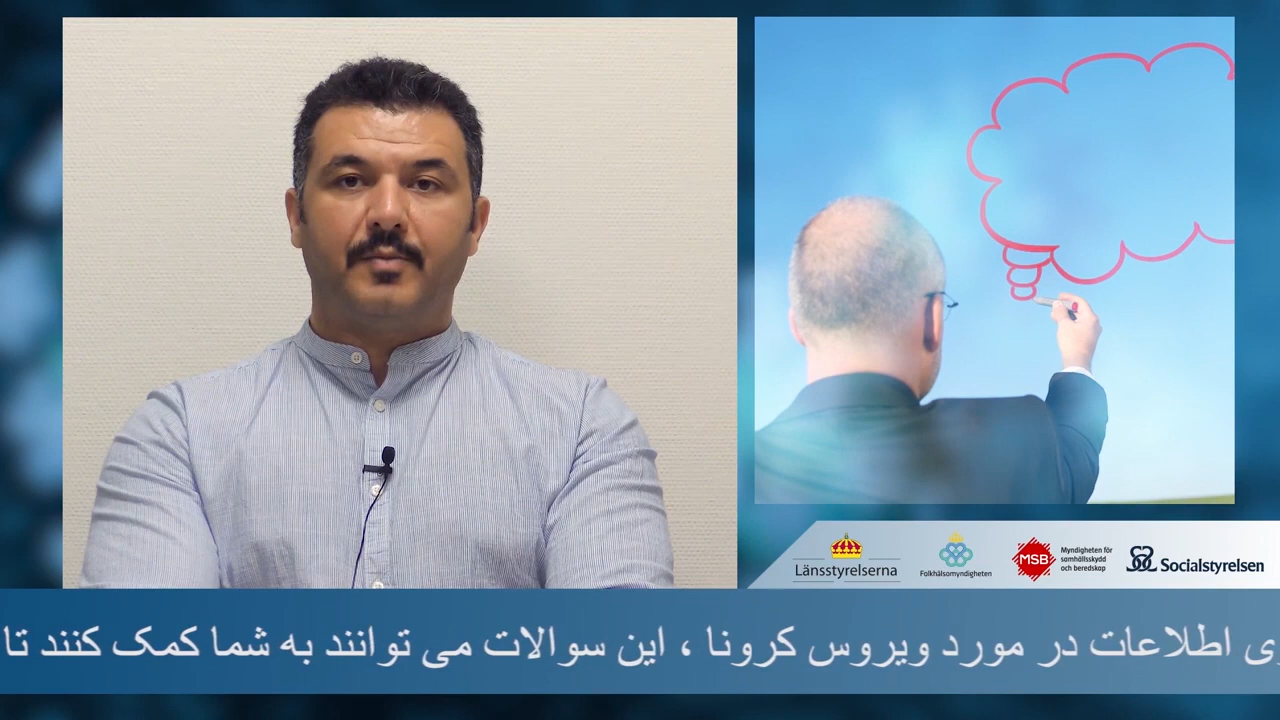 Länsstyrelserna
Folkhälsomyndigheten
MSB
Myndigheten för
samhällsskydd
och beredskap
Socialstyrelsen
اطلاعات در مورد ویروس کرونا ، این سوالات می توانند به شما کمک کنند تا